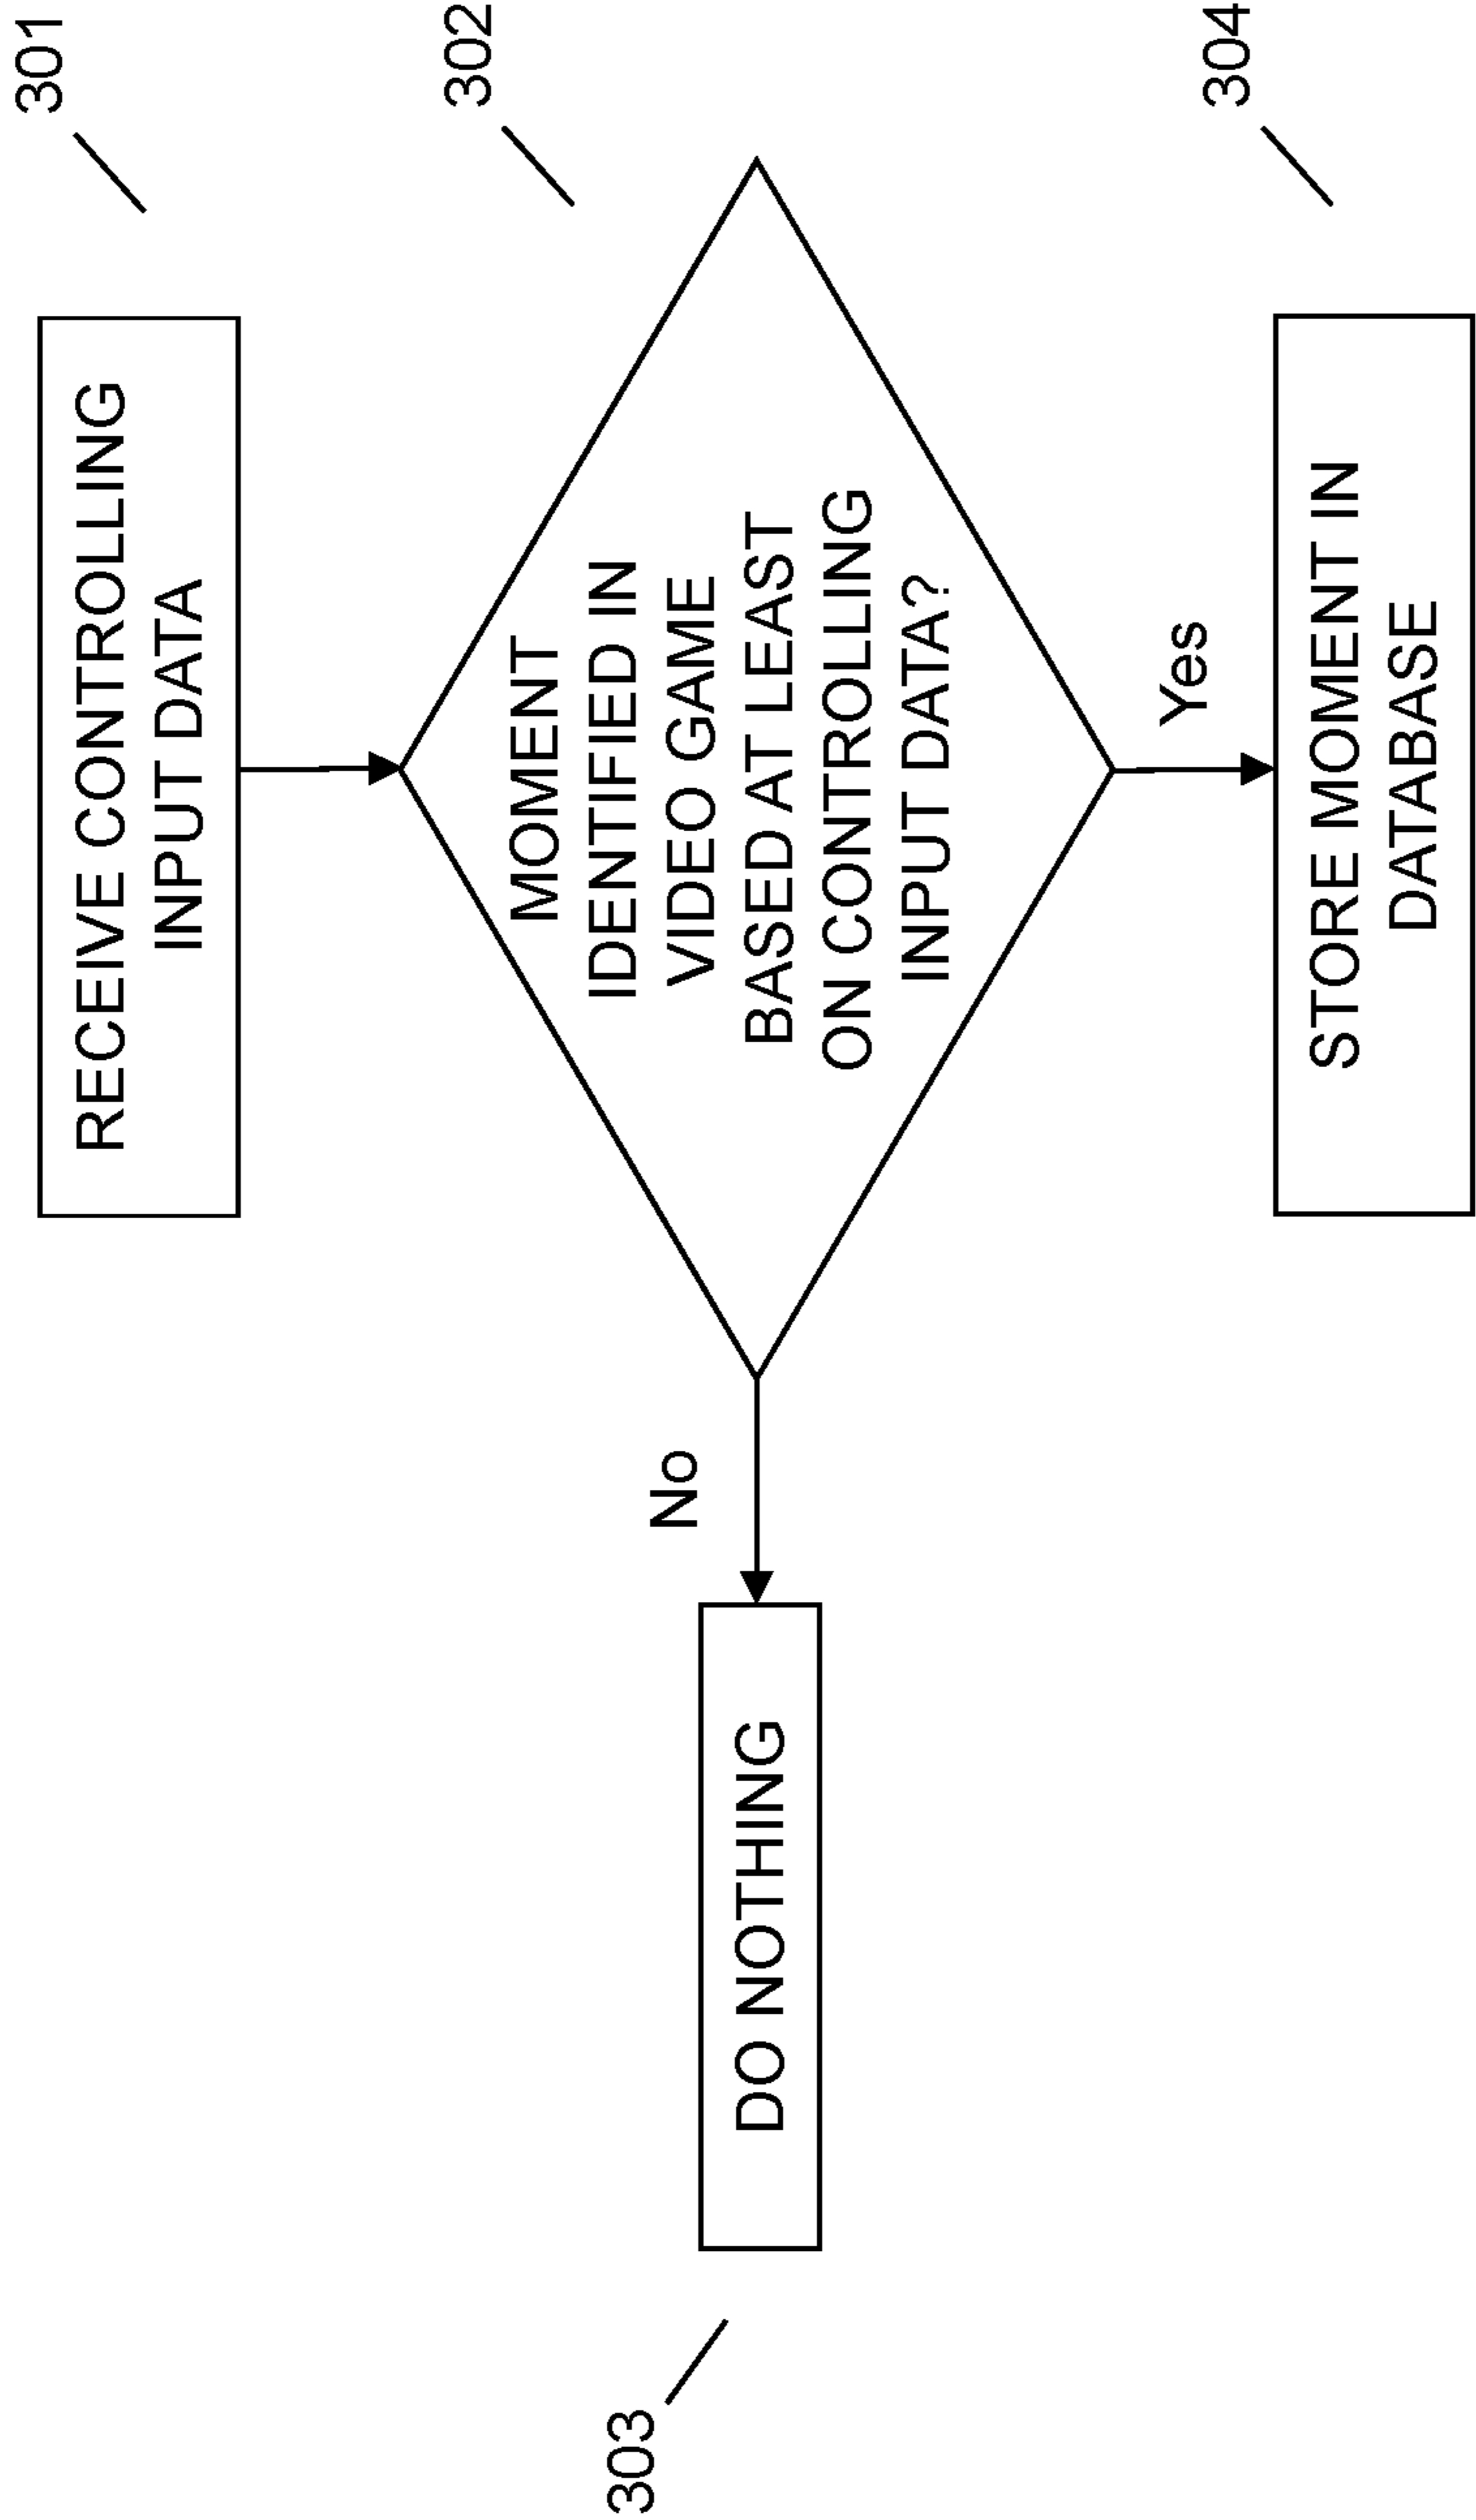 301
RECEIVE CONTROLLING
INPUT DATA
302
MOMENT
IDENTIFIED IN
VIDEO GAME
BASED AT LEAST
ON CONTROLLING
INPUT DATA?
No
303
DO NOTHING
Yes
304
STORE MOMENT IN
DATABASE